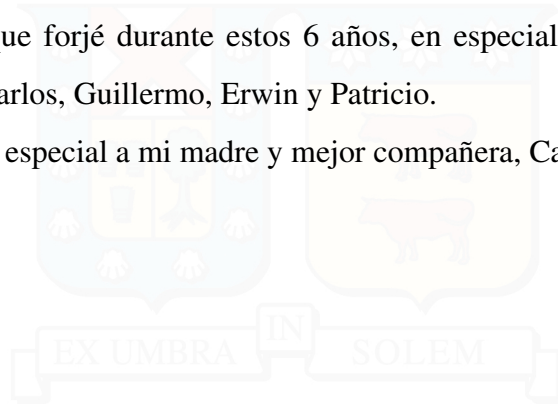 ue forjé durante estos 6 años, en especial
arlos, Guillermo, Erwin y Patricio.
especial a mi madre y mejor compañera, Ca
IN
EX UMBRA SOLEM